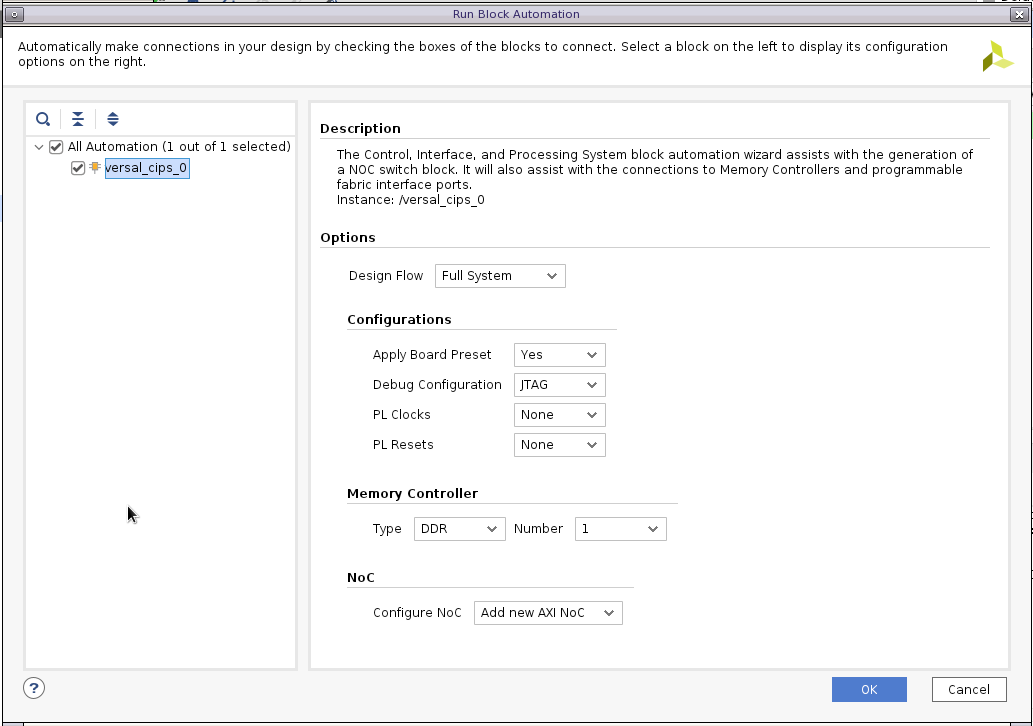 Run Block Automation
Automatically make connections in your design by checking the boxes of the blocks to connect. Select a block on the left to display its configuration
options on the right.
All Automation (1 out of 1 selected)
versal_cips_0
Description
The Control, Interface, and Processing System block automation wizard assists with the generation of
a NOC switch block. It will also assist with the connections to Memory Controllers and programmable
fabric interface ports.
Instance: /versal_cips_0
Options
Design Flow Full System
Configurations
Apply Board Preset Yes
Debug Configuration JTAG
PL Clocks None
PL Resets None
Memory Controller
Type DDR Number 1
NoC
Configure NoC Add new AXI NoC
? OK Cancel